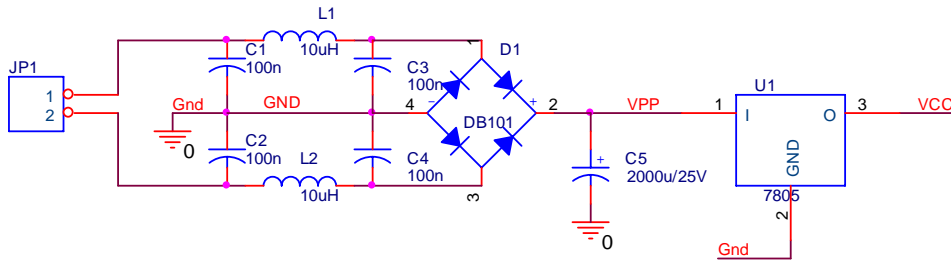 L1
C1
100n
10uH
C3
100n
1
D1
JP1
1
2
Gnd
GND
4
-
+
2
VPP
1
U1
I
O
3
VCC
0
DB101
C2
100n
L2
10uH
C4
100n
3
+
C5
2000u/25V
0
GND
7805
2
Gnd